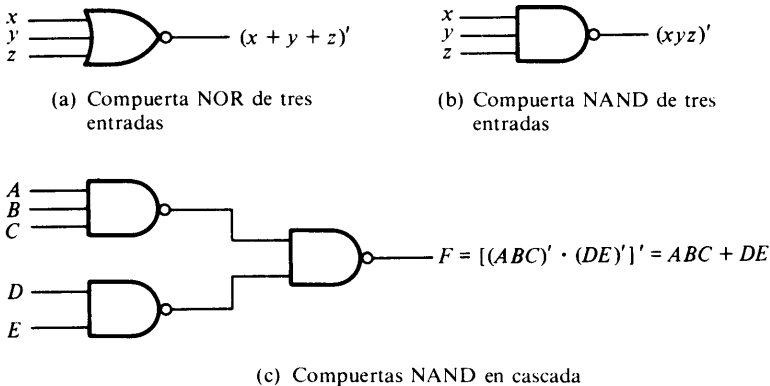 x
y
z
(x + y + z)′
(a) Compuerta NOR de tres
entradas
x
y
z
(xyz)′
(b) Compuerta NAND de tres
entradas
A
B
C
D
E
F = [(ABC)′ · (DE)′]′ = ABC + DE
(c) Compuertas NAND en cascada